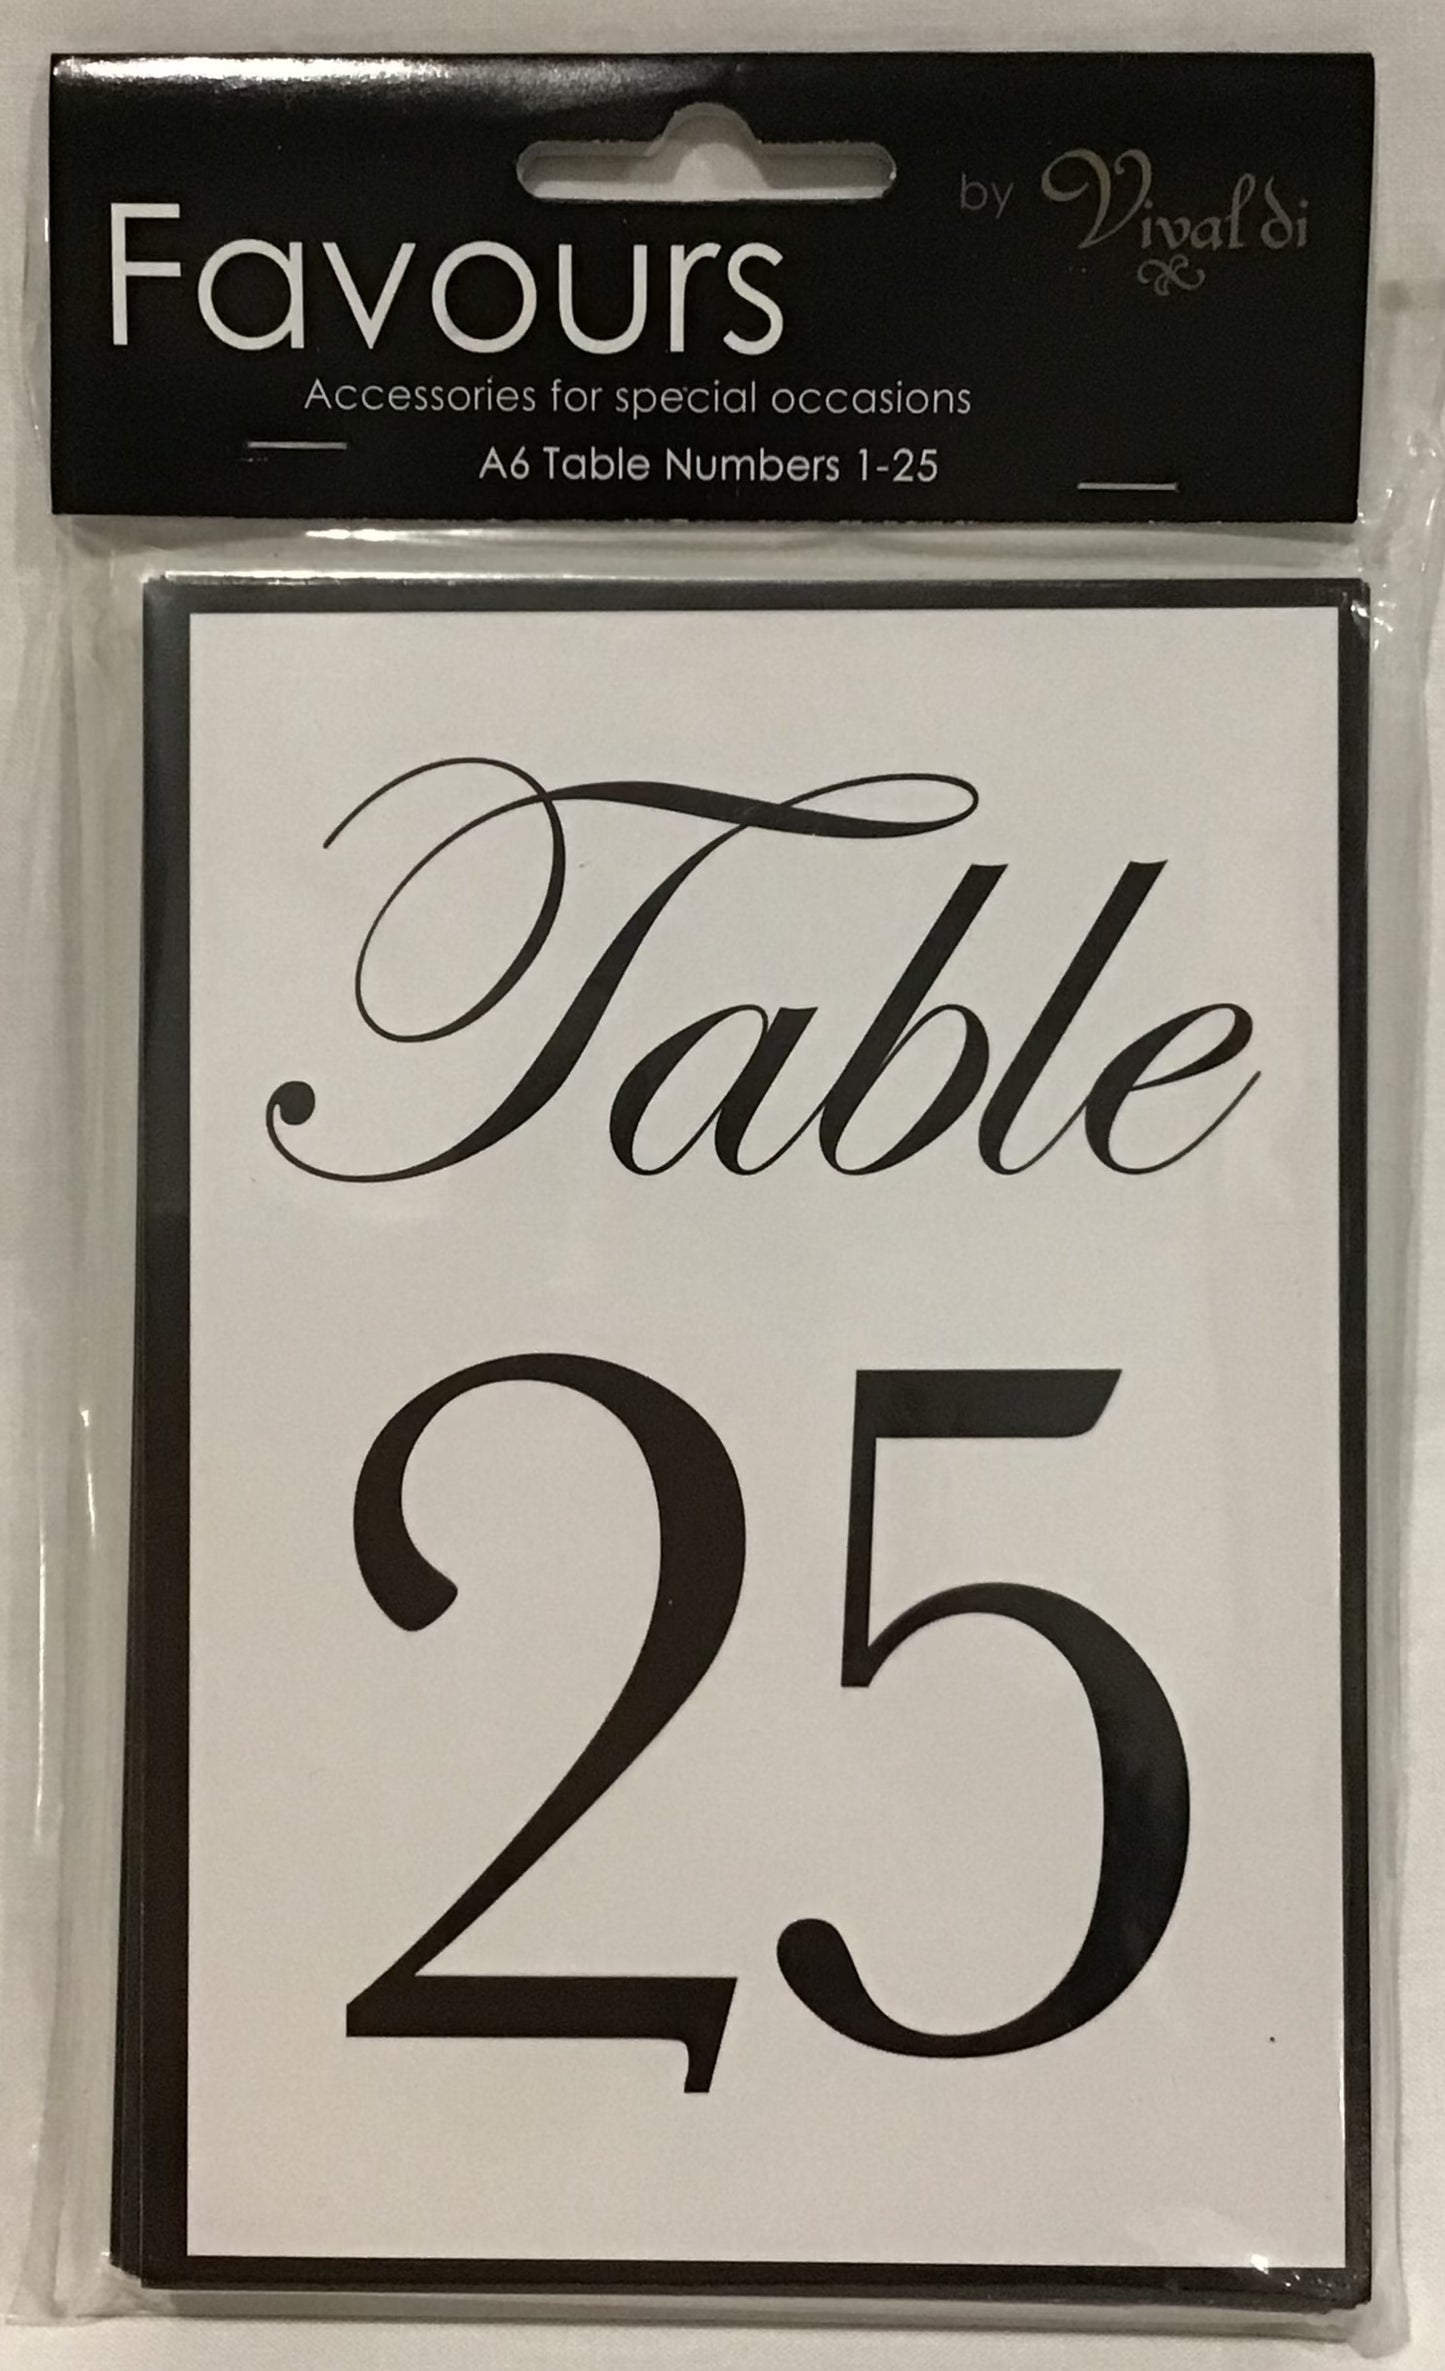 by Vivaldi
Favours
Accessories for special occasions
A6 Table Numbers 1-25
Table
25